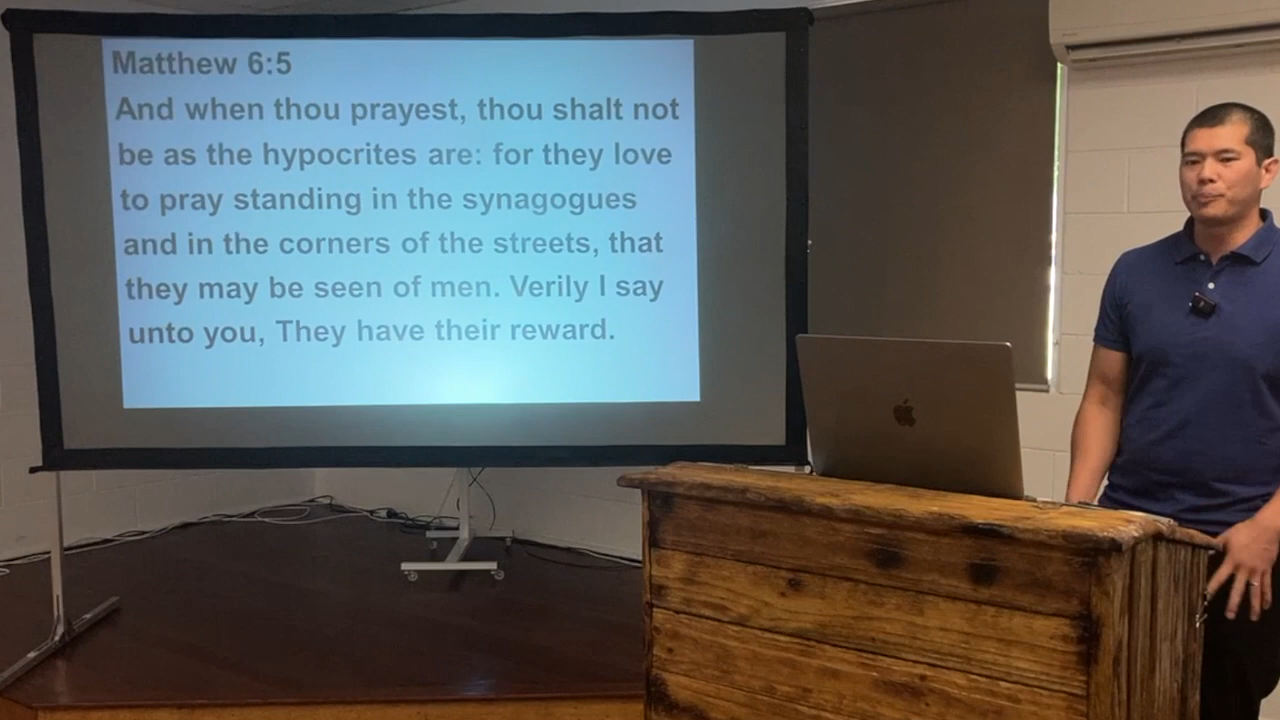 Matthew 6:5
And when thou prayest, thou shalt not
be as the hypocrites are: for they love
to pray standing in the synagogues
and in the corners of the streets, that
they may be seen of men. Verily I say
unto you, They have their reward.